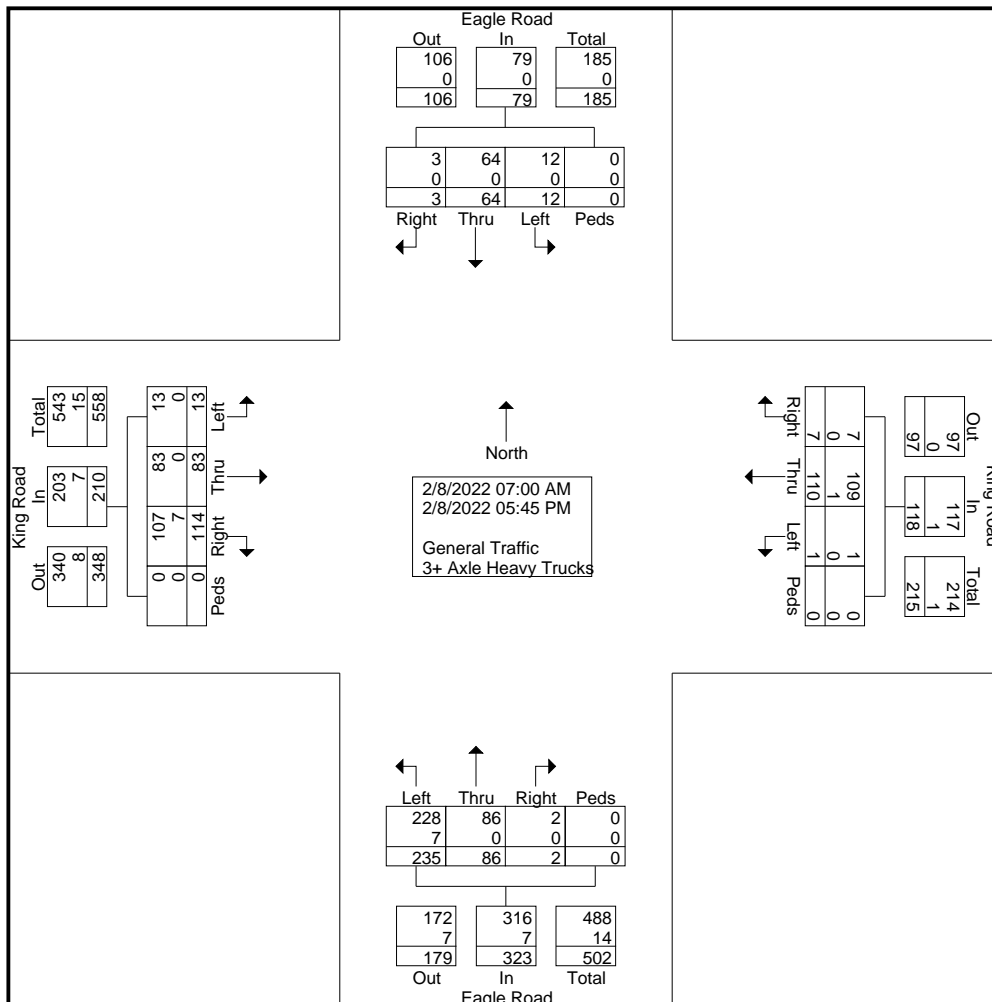 Eagle Road
Out In Total
106 79 185
0 0 0
106 79 185
3 64 12 0
0 0 0 0
3 64 12 0
Right Thru Left Peds
King Road
Total In Out
543 203 340
15 7 8
558 210 348
13 83 107 0
0 0 7 0
13 83 114 0
Left Thru Right Peds
North
2/8/2022 07:00 AM
2/8/2022 05:45 PM
General Traffic
3+ Axle Heavy Trucks
King Road
Out In Total
97 117 214
0 1 1
97 118 215
7 109 1 0
0 1 0 0
7 110 1 0
Right Thru Left Peds
Left Thru Right Peds
228 86 2 0
7 0 0 0
235 86 2 0
172 316 488
7 7 14
179 323 502
Out In Total
Eagle Road